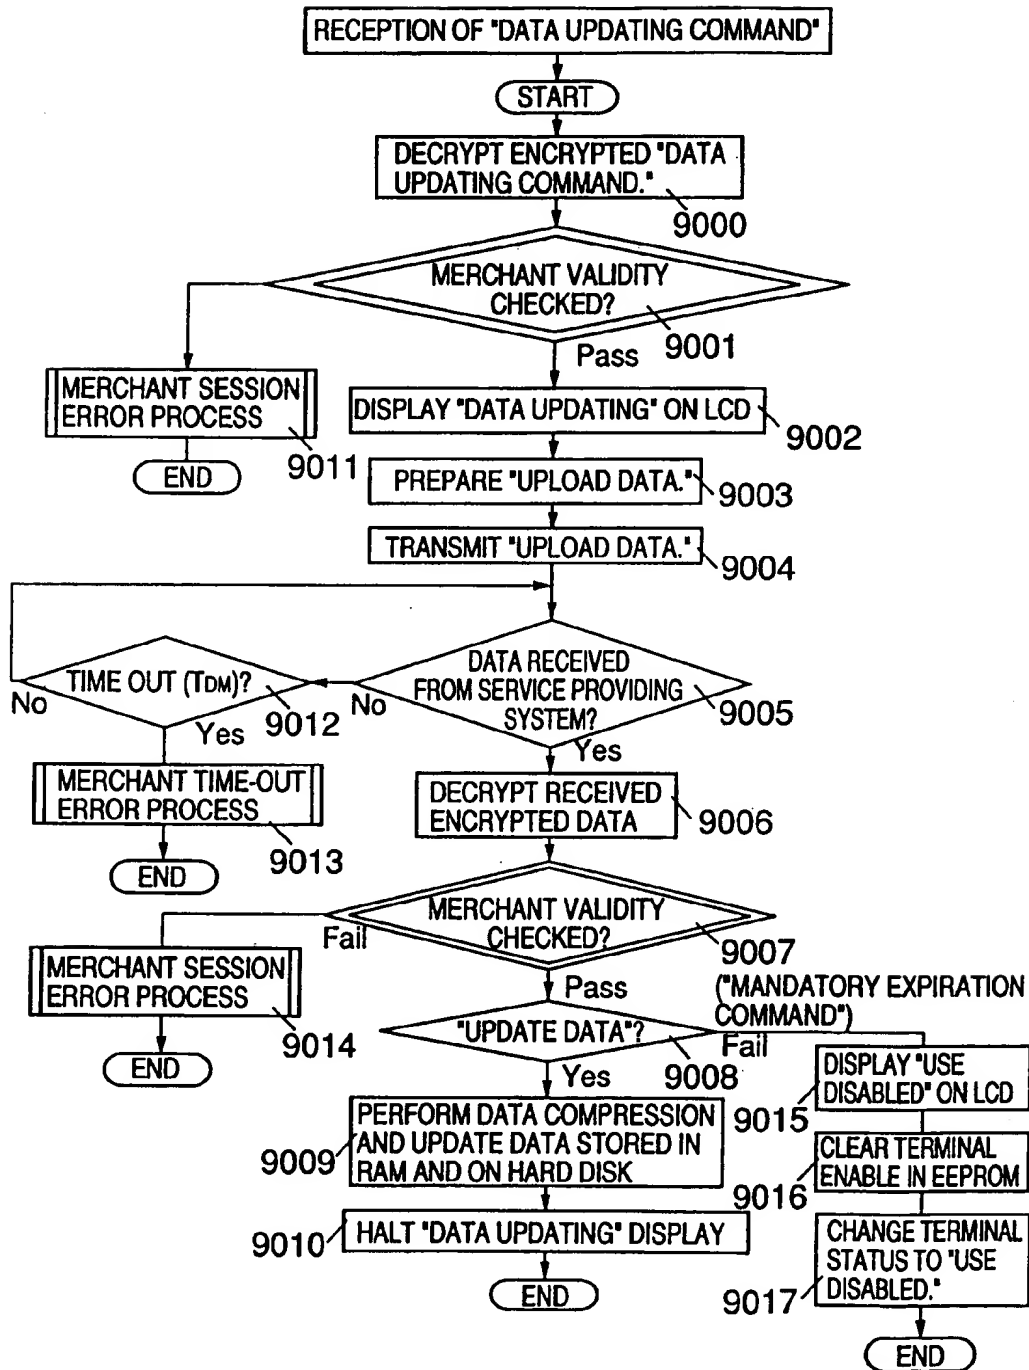 RECEPTION OF "DATA UPDATING COMMAND"
START
DECRYPT ENCRYPTED "DATA
UPDATING COMMAND."
9000
MERCHANT VALIDITY
CHECKED?
9001
Pass
MERCHANT SESSION
ERROR PROCESS
9011
END
DISPLAY "DATA UPDATING" ON LCD
9002
PREPARE "UPLOAD DATA."
9003
TRANSMIT "UPLOAD DATA."
9004
DATA RECEIVED
FROM SERVICE PROVIDING
SYSTEM?
9005
No
Yes
TIME OUT (TDM)?
9012
No
Yes
MERCHANT TIME-OUT
ERROR PROCESS
9013
END
DECRYPT RECEIVED
ENCRYPTED DATA
9006
MERCHANT VALIDITY
CHECKED?
9007
Fail
Pass
MERCHANT SESSION
ERROR PROCESS
9014
END
"UPDATE DATA"?
9008
Yes
("MANDATORY EXPIRATION
COMMAND")
Fail
PERFORM DATA COMPRESSION
AND UPDATE DATA STORED IN
RAM AND ON HARD DISK
9009
HALT "DATA UPDATING" DISPLAY
9010
END
DISPLAY "USE
DISABLED" ON LCD
9015
CLEAR TERMINAL
ENABLE IN EEPROM
9016
CHANGE TERMINAL
STATUS TO "USE
DISABLED."
9017
END